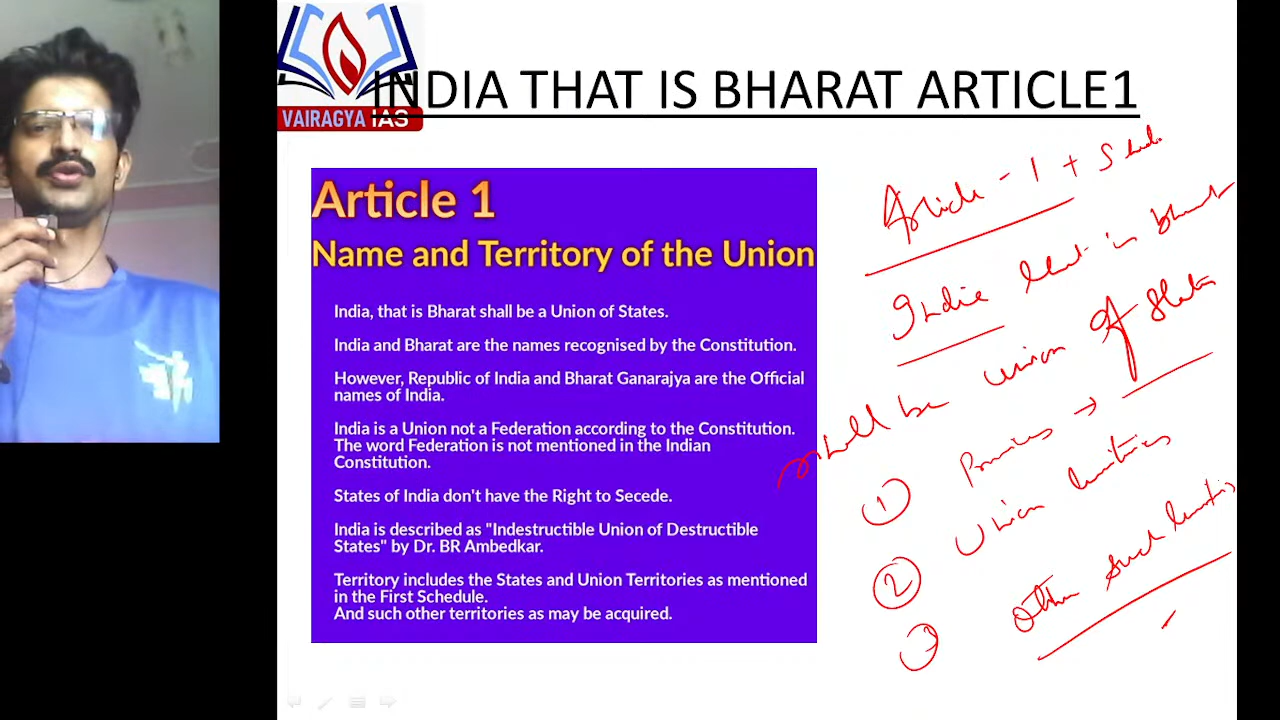 INDIA THAT IS BHARAT ARTICLE1
VAIRAGYA IAS
Article 1
Name and Territory of the Union
India, that is Bharat shall be a Union of States.
India and Bharat are the names recognised by the Constitution.
However, Republic of India and Bharat Ganarajya are the Official
names of India.
India is a Union not a Federation according to the Constitution.
The word Federation is not mentioned in the Indian
Constitution.
States of India don't have the Right to Secede.
India is described as "Indestructible Union of Destructible
States" by Dr. BR Ambedkar.
Territory includes the States and Union Territories as mentioned
in the First Schedule.
And such other territories as may be acquired.
Article - 1 +
India that is bharat
shall be union of states
1
2 Union
3 other such